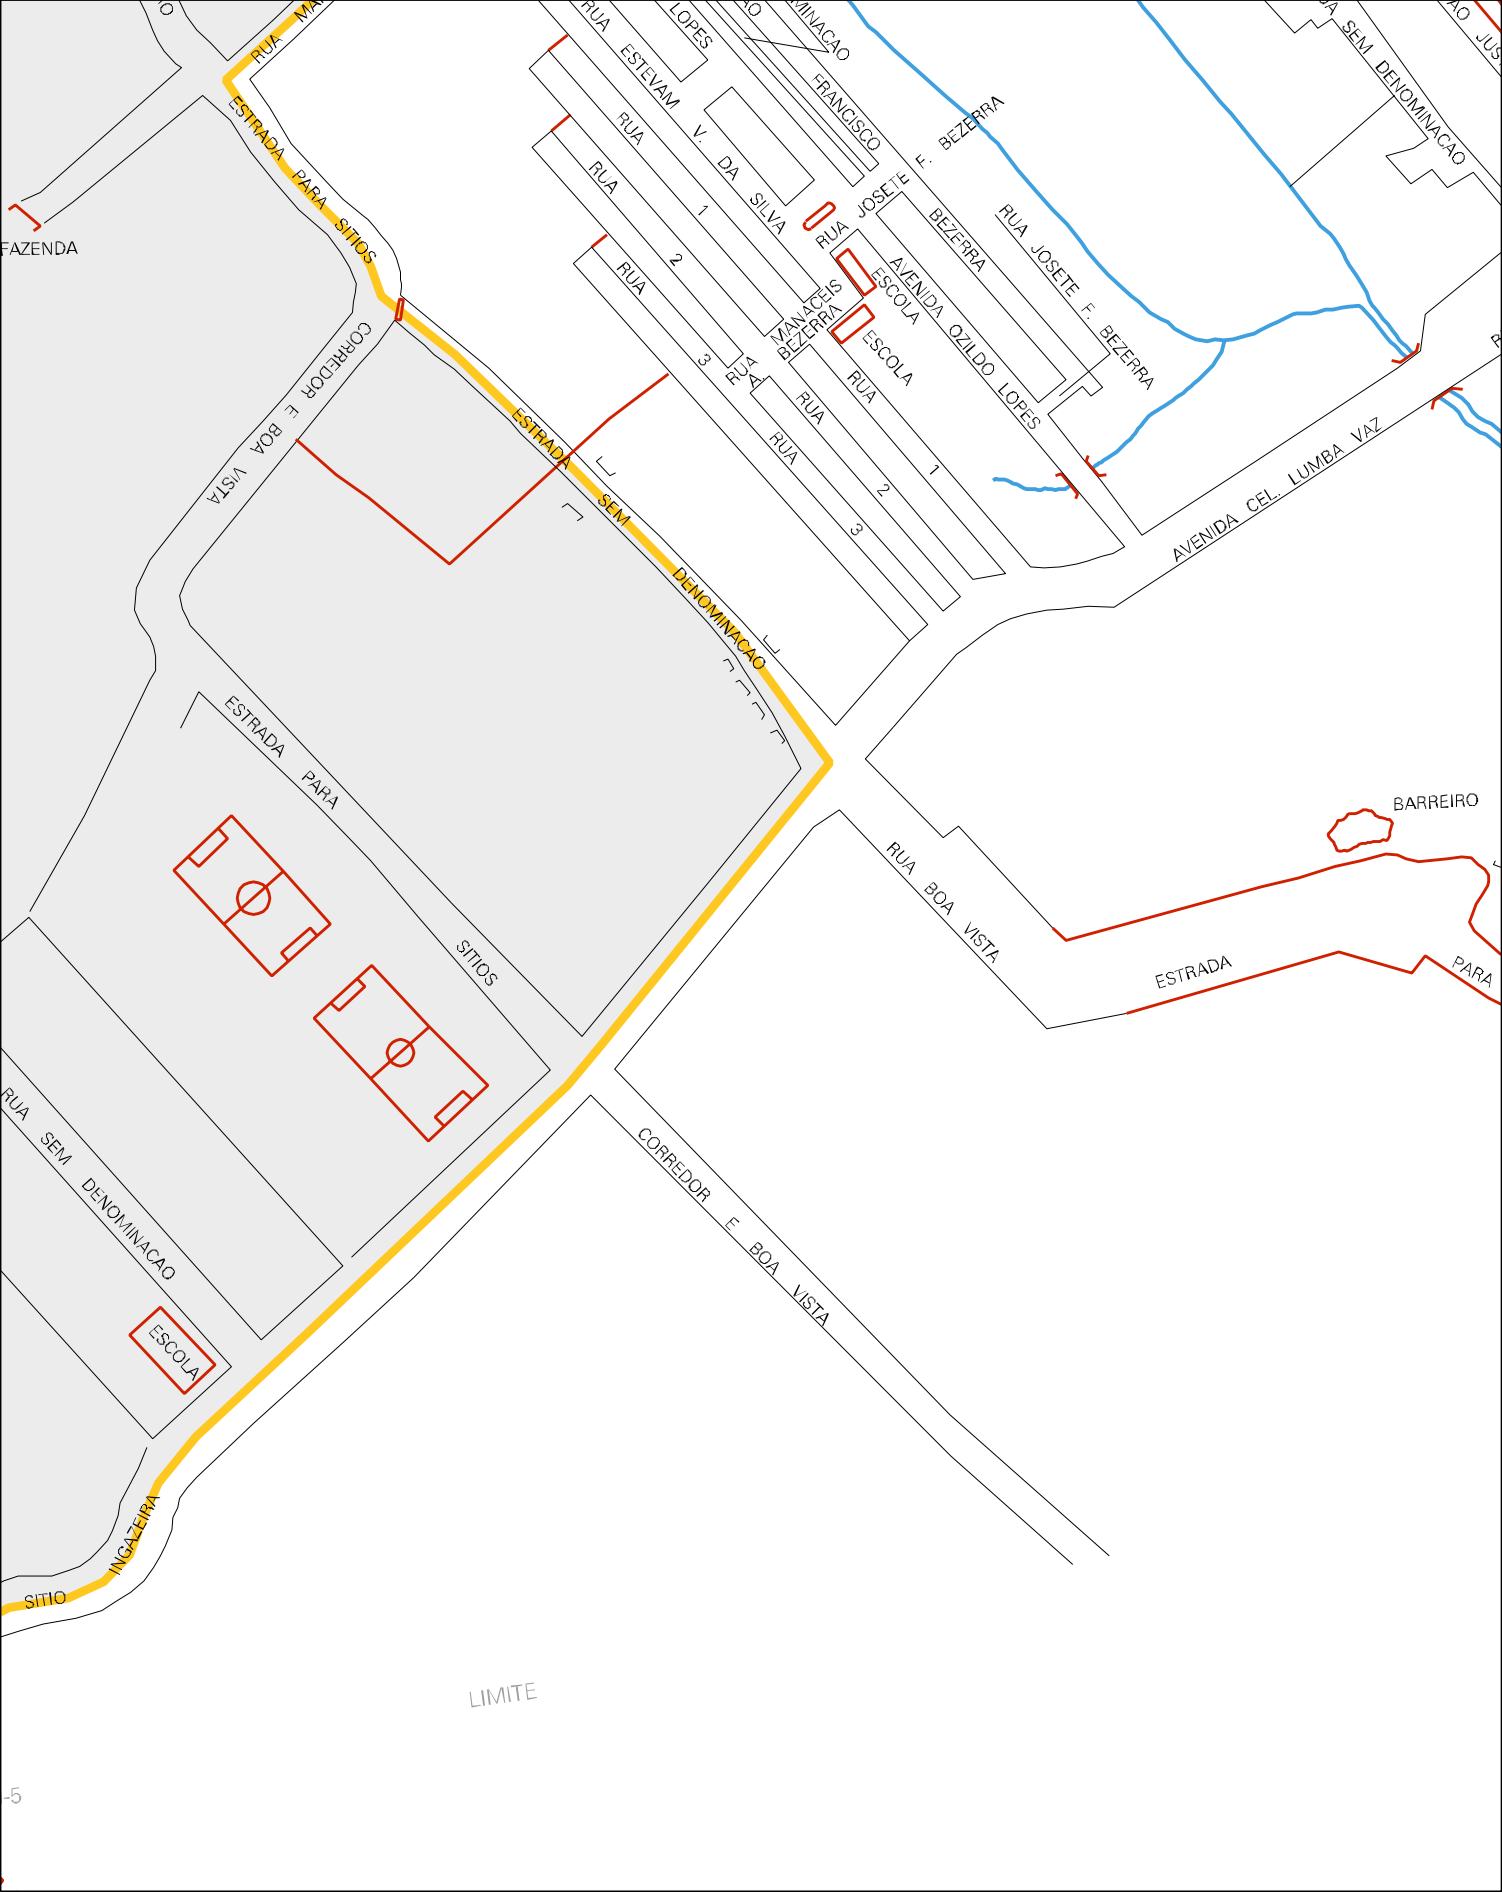 RUA
ESTRADA PARA SITIOS
FAZENDA
CORREDOR E BOA VISTA
ESTRADA SEM DENOMINACAO
ESTRADA PARA SITIOS
RUA SEM DENOMINACAO
ESCOLA
SITIO INGAZEIRA
LIMITE
-5
CORREDOR E BOA VISTA
RUA BOA VISTA
ESTRADA PARA
BARREIRO
AVENIDA CEL. LUMBA VAZ
RUA ESTEVAM V. DA SILVA
LOPES
RUA 1
RUA 2
RUA 3
MINACAO
FRANCISCO BEZERRA
RUA JOSETE F. BEZERRA
RUA JOSETE F. BEZERRA
AVENIDA OZILDO LOPES
ESCOLA
ESCOLA
RUA MANACEIS
A. BEZERRA
RUA 1
RUA 2
RUA 3
SEM DENOMINACAO